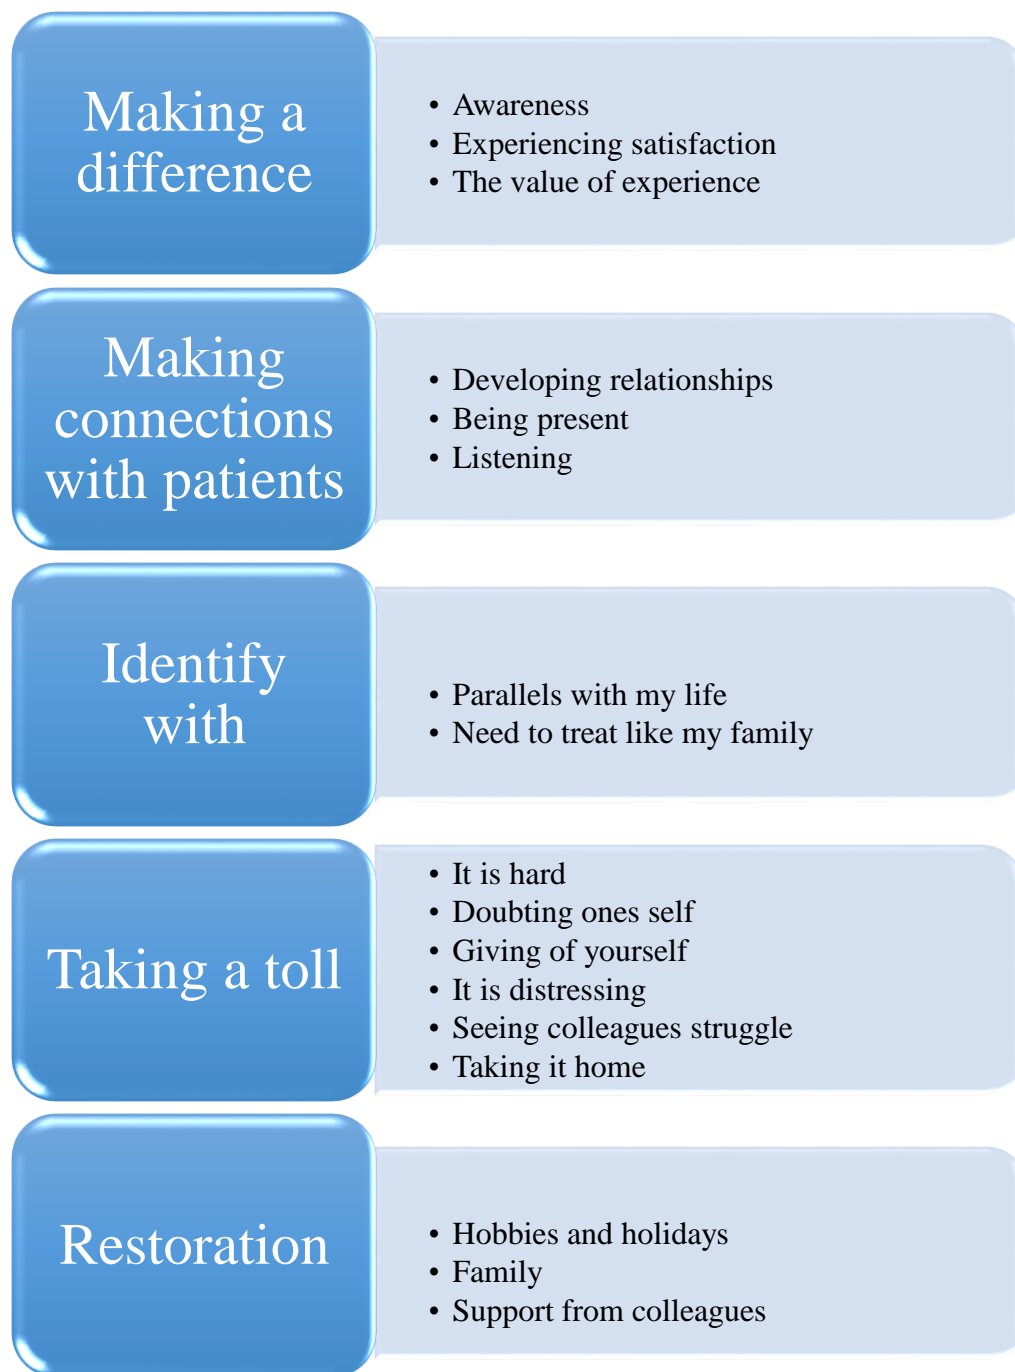 Making a
difference
• Awareness
• Experiencing satisfaction
• The value of experience
Making
connections
with patients
• Developing relationships
• Being present
• Listening
Identify
with
• Parallels with my life
• Need to treat like my family
Taking a toll
• It is hard
• Doubting ones self
• Giving of yourself
• It is distressing
• Seeing colleagues struggle
• Taking it home
Restoration
• Hobbies and holidays
• Family
• Support from colleagues